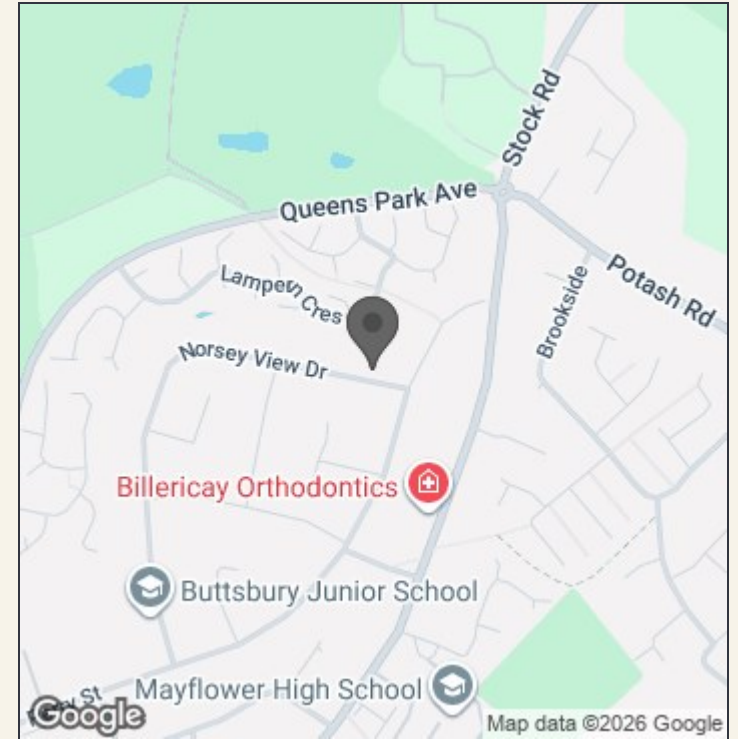 Stock Rd
Queens Park Ave
Potash Rd
Brookside
Cres
Norsey View Dr
Billericay Orthodontics
Buttsbury Junior School
Mayflower High School
St
Google
Map data ©2026 Google